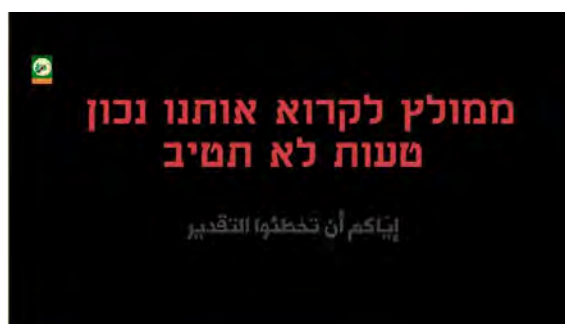 ממולץ לקרוא אותנו נכון
טעות לא תטיב
إياكم أن تخطئوا التقدير